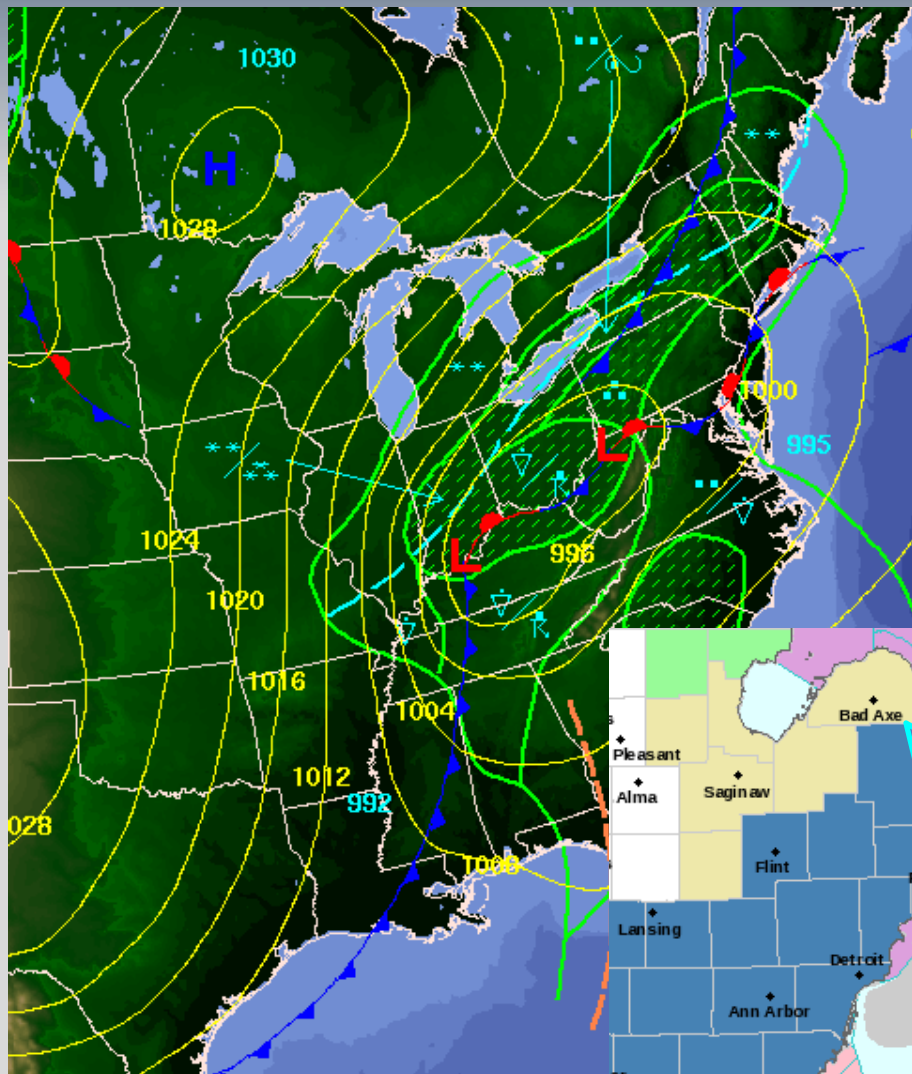 1030
H
1028
1000
995
L
L
996
1024
1020
1016
1004
1012
992
028
1008
Bad Axe
s
Pleasant
Alma
Saginaw
Flint
Lansing
Detroit
Ann Arbor